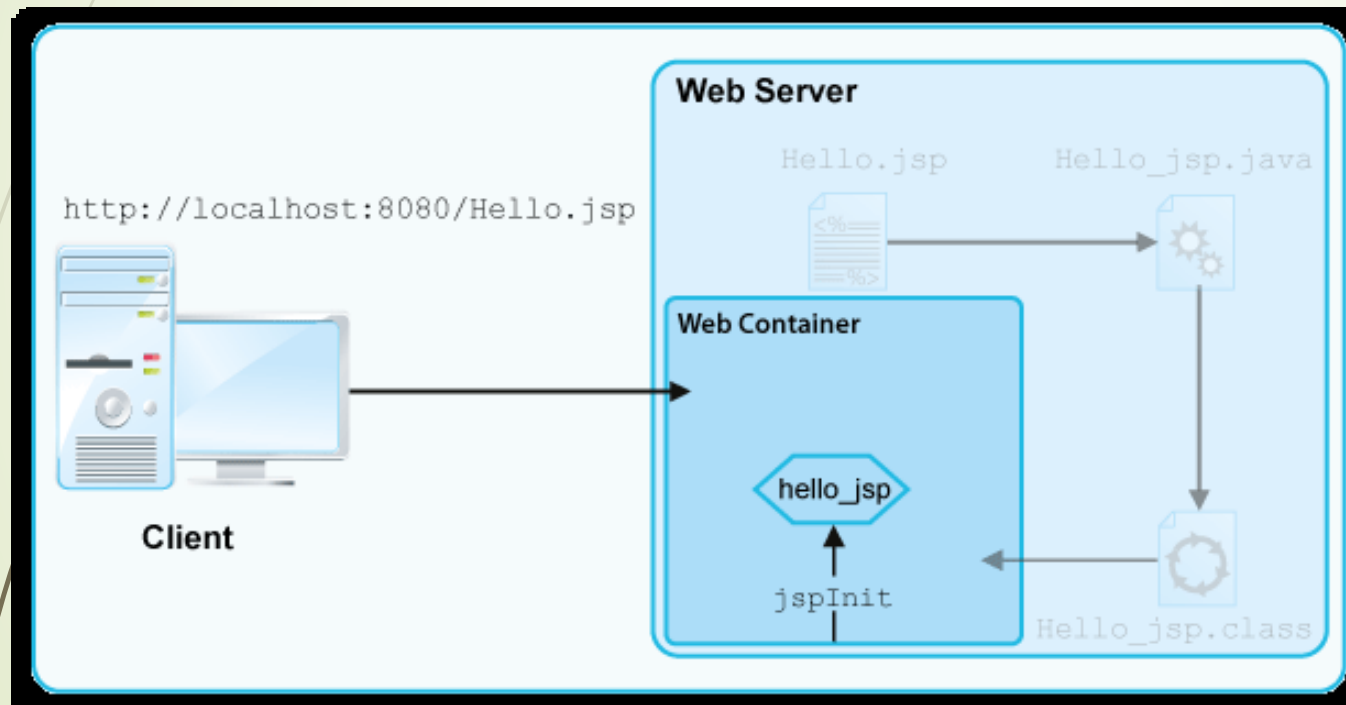 Web Server
Hello.jsp
Hello_jsp.java
http://localhost:8080/Hello.jsp
<%
%>
Web Container
hello_jsp
Client
jspInit
Hello_jsp.class